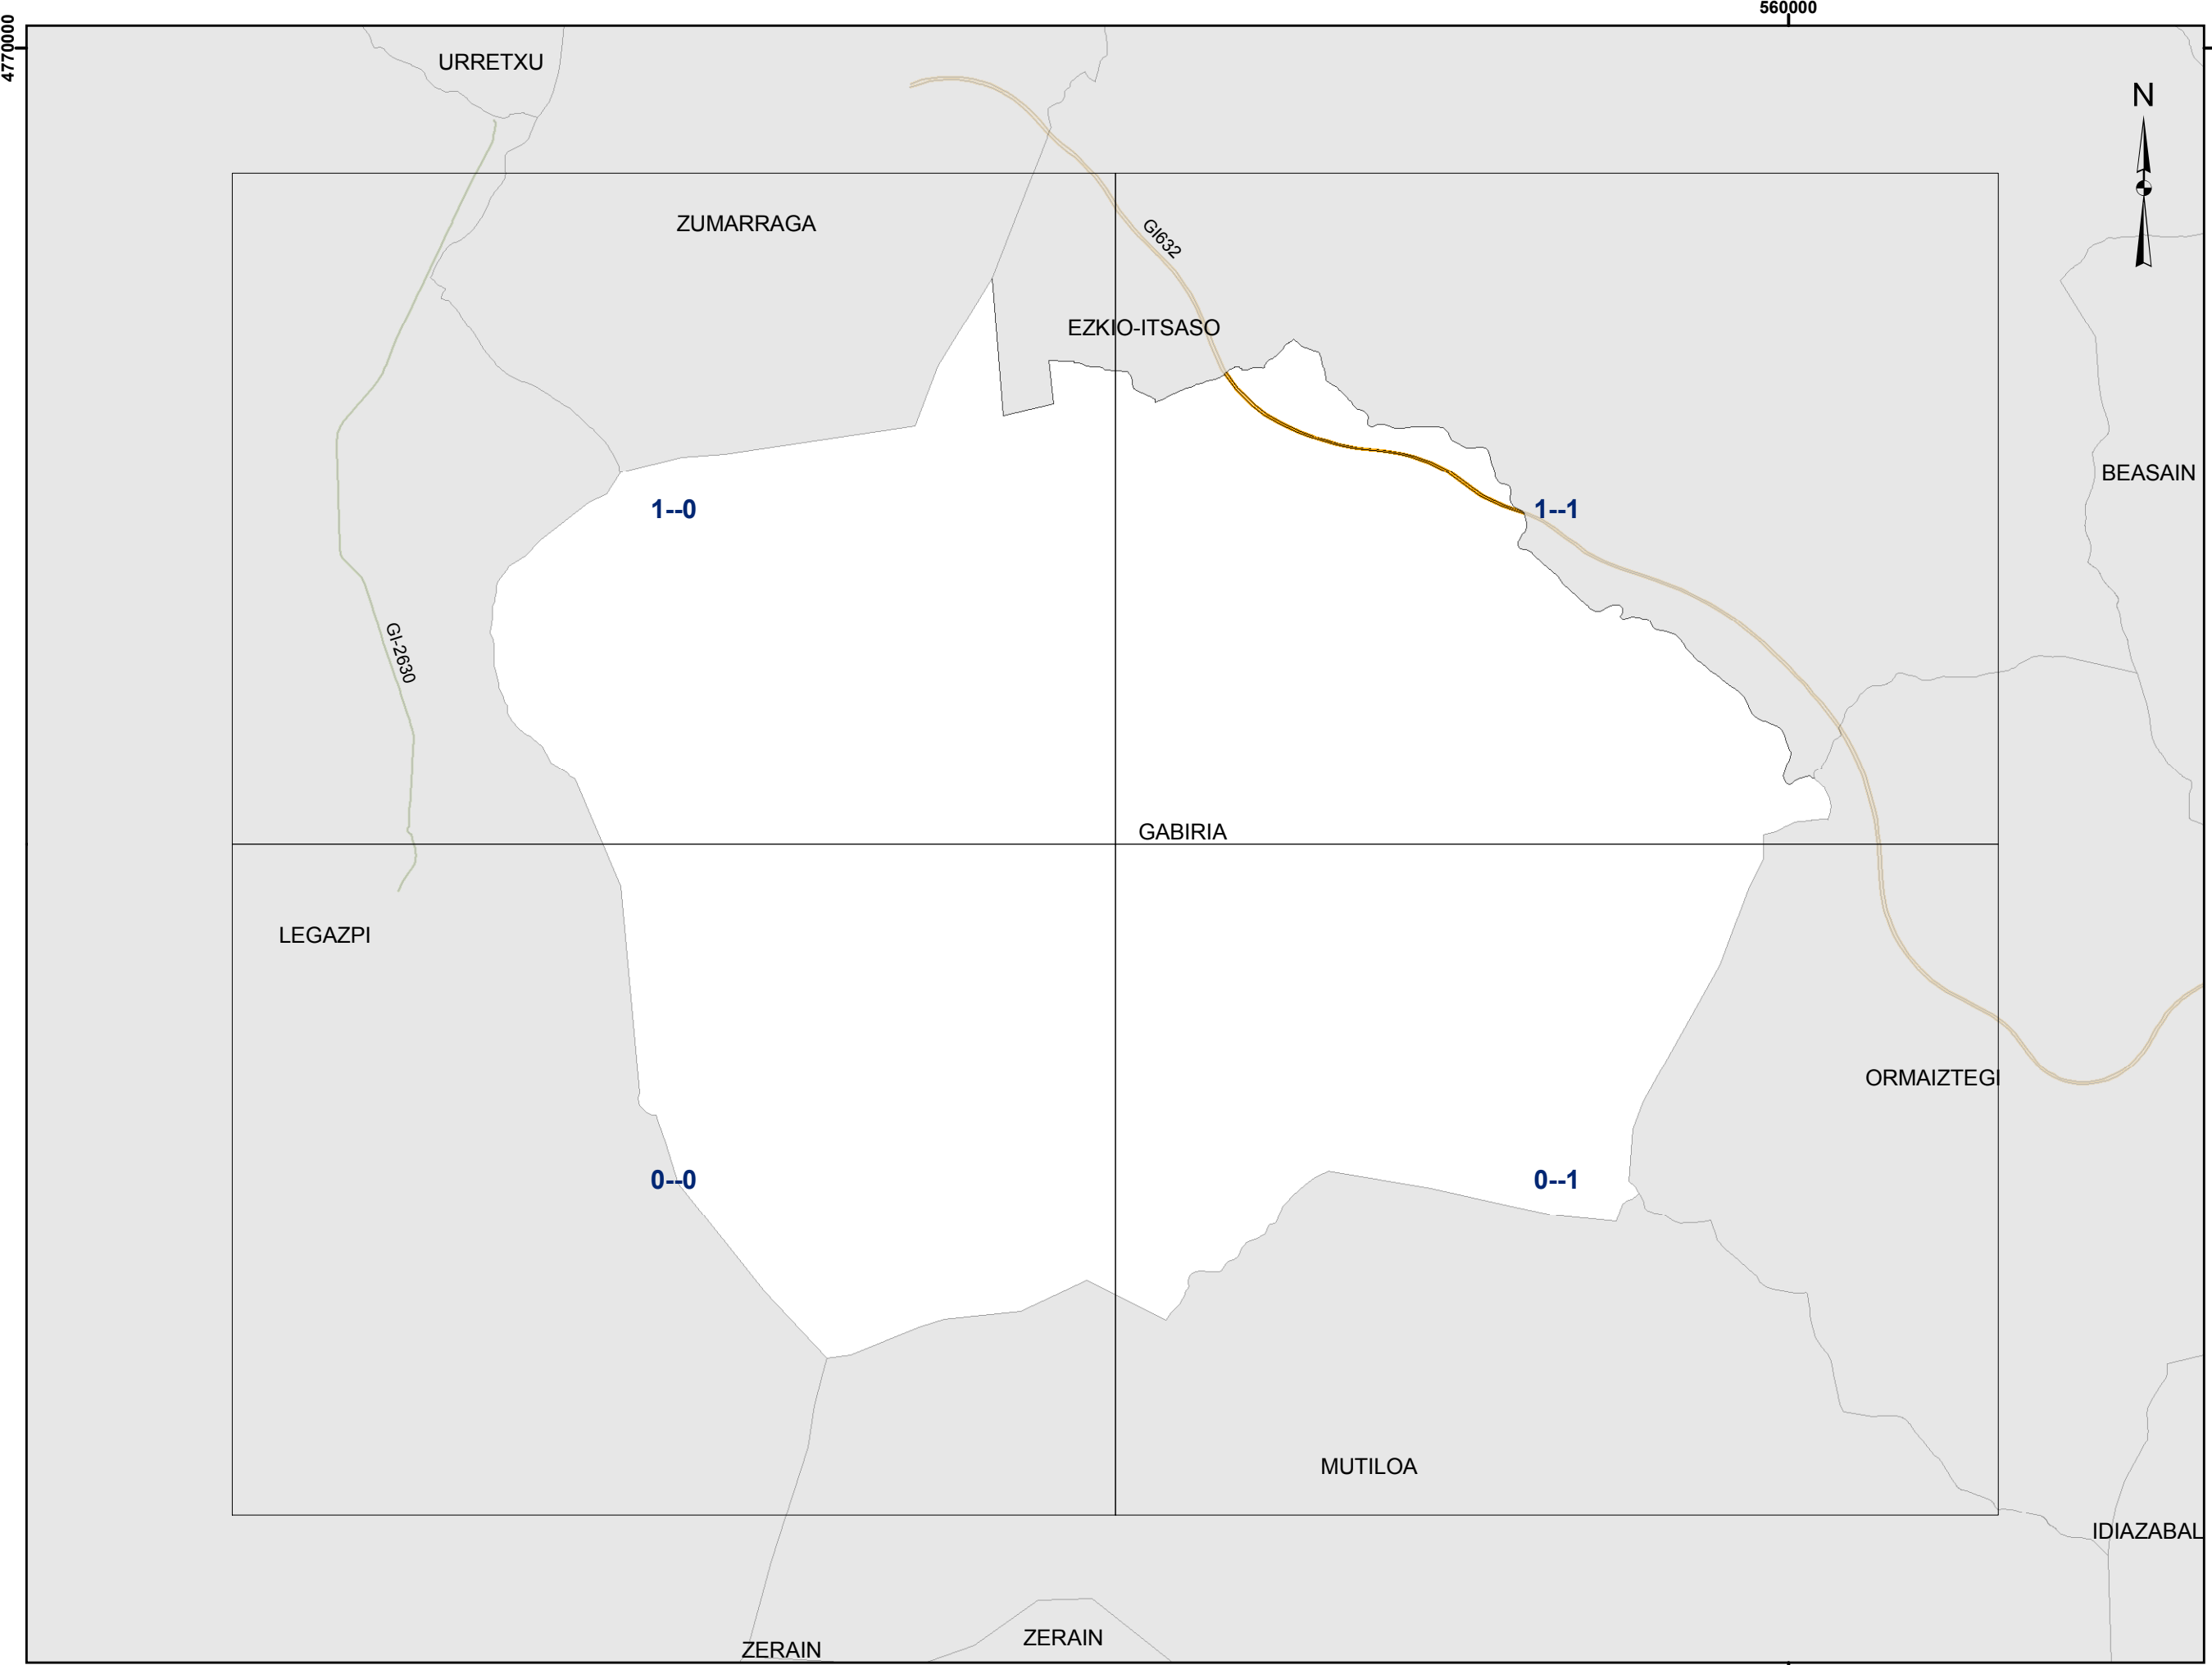 560000
4770000
URRETXU
N
ZUMARRAGA
GI632
EZKIO-ITSASO
BEASAIN
1--0
1--1
GI-2630
GABIRIA
LEGAZPI
ORMAIZTEGI
0--0
0--1
MUTILOA
IDIAZABAL
ZERAIN
ZERAIN